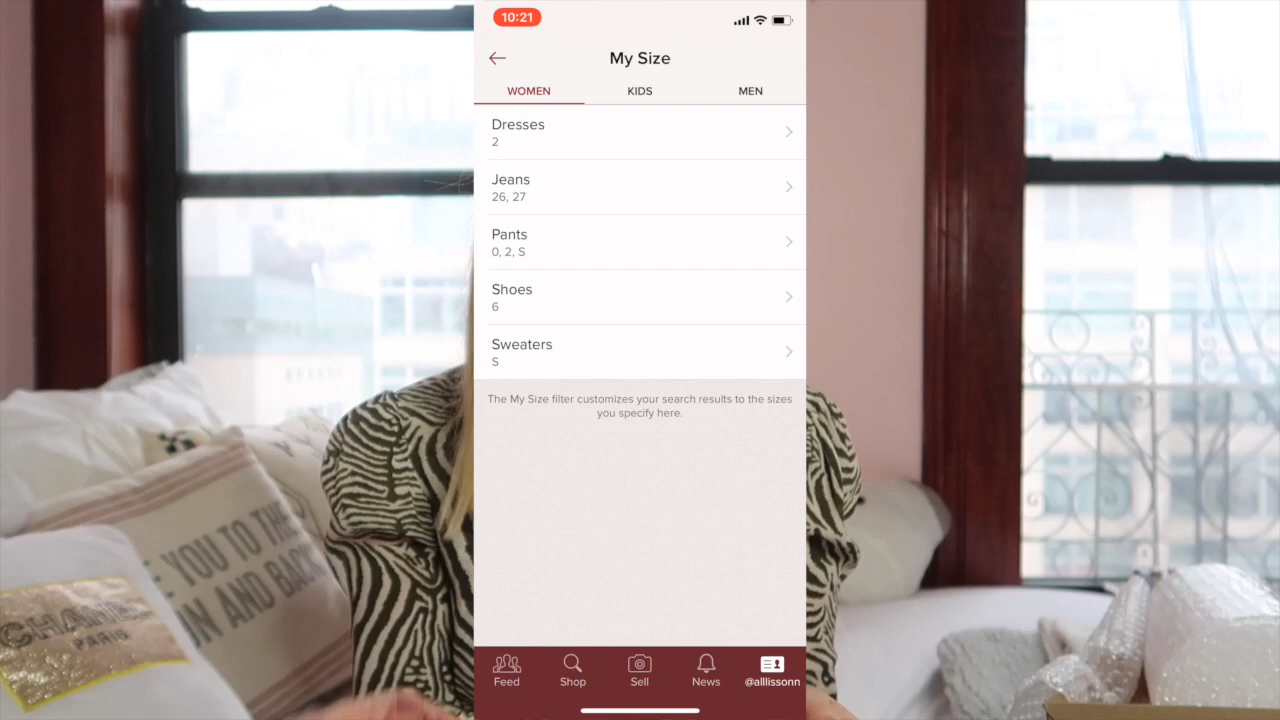 10:21
My Size
WOMEN
KIDS
MEN
Dresses
2
Jeans
26, 27
Pants
0, 2, S
Shoes
6
Sweaters
S
The My Size filter customizes your search results to the sizes
you specify here.
Feed
Shop
Sell
News
@alllissonn
YOU TO THE
AND BACK
CHANEL
PARIS